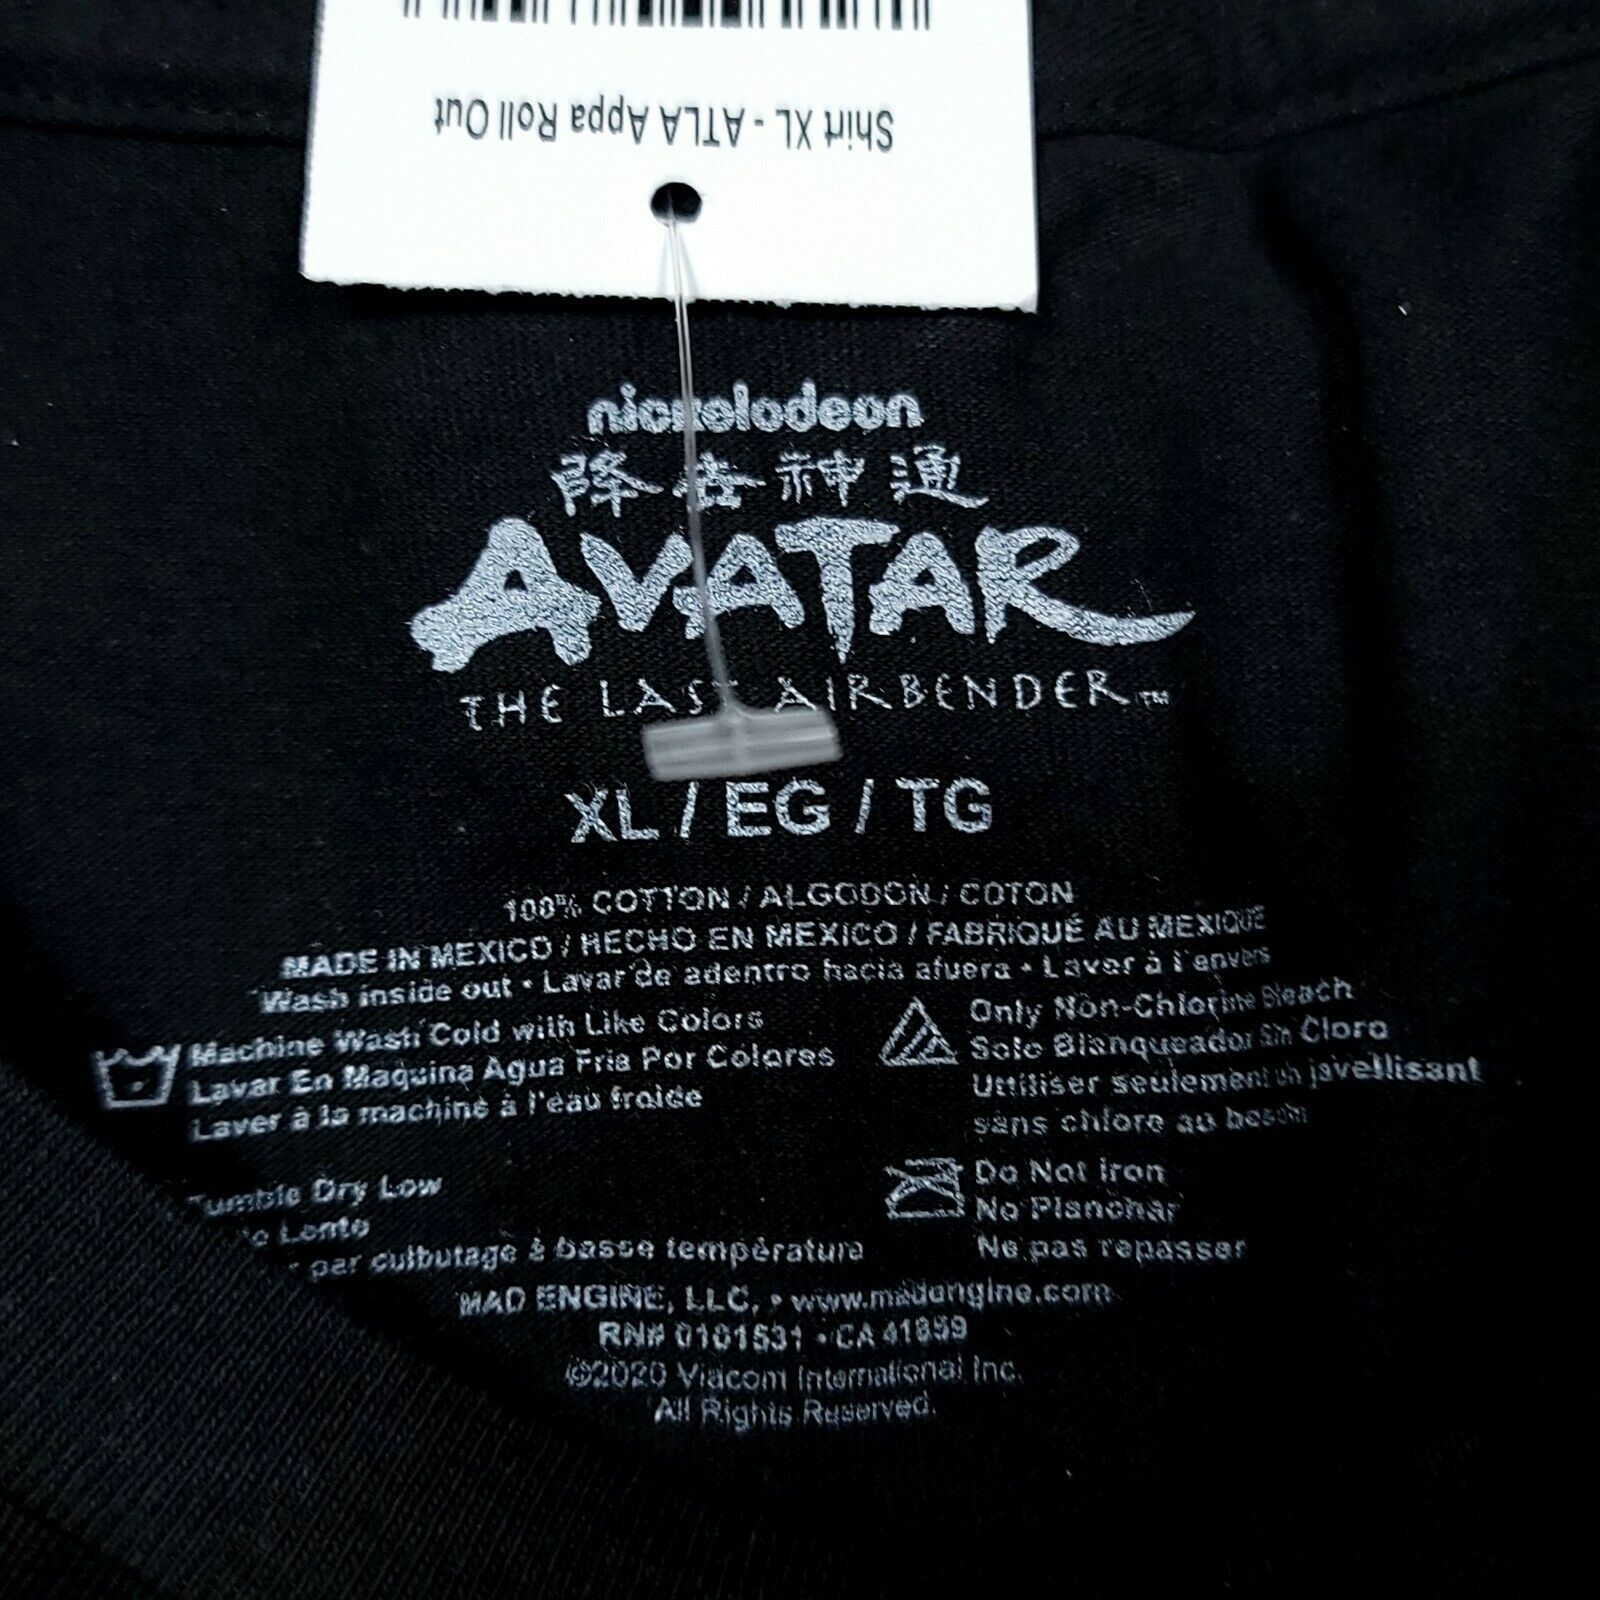 Shirt XL - ATLA Appa Roll Out
nickelodeon
降去神通
AVATAR
THE LAST AIRBENDER™
XL / EG / TG
100% COTTON / ALGODON / COTON
MADE IN MEXICO / HECHO EN MEXICO / FABRIQUÉ AU MEXIQUE
Wash inside out • Lavar de adentro hacia afuera • Laver à l'envers
Machine Wash Cold with Like Colors
Lavar En Maquina Agua Fria Por Colores
Laver à la machine à l'eau froide
Only Non-Chlorine Bleach
Solo Blanqueador Sin Cloro
Utiliser seulement un javellisant
sans chlore au besoin
Tumble Dry Low
Lento
par culbutage à basse température
Do Not Iron
No Planchar
Ne pas repasser
MAD ENGINE, LLC. • www.madengine.com
RN# 0101531 • CA 41859
©2020 Viacom International Inc.
All Rights Reserved.